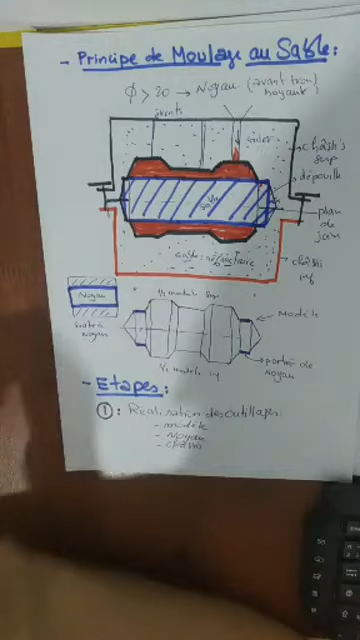 - Principe de Moulage au Sable:
Ø > 20 → Noyau (avant trou)
noyauté
évents
coulée
châssis
sup
dépouille
sable
plan
de
joint
sable réfractaire
châssis
inf
Noyau
boite à
noyau
1/2 modèle Sup
Modèle
portée de
Noyau
1/2 modèle inf
- Etapes:
①: Réalisation des outillages
- modèle
- Noyau
- châssis